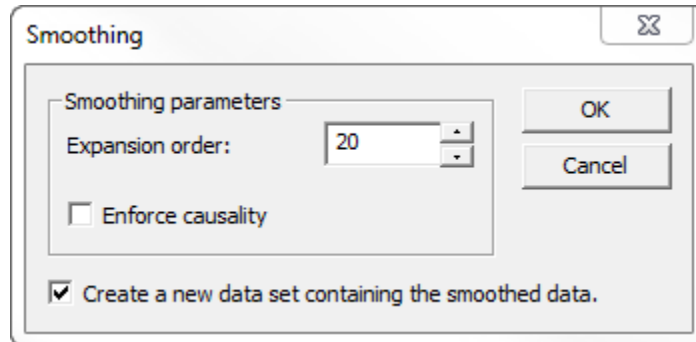 Smoothing
Smoothing parameters
OK
Expansion order:
20
Cancel
Enforce causality
Create a new data set containing the smoothed data.